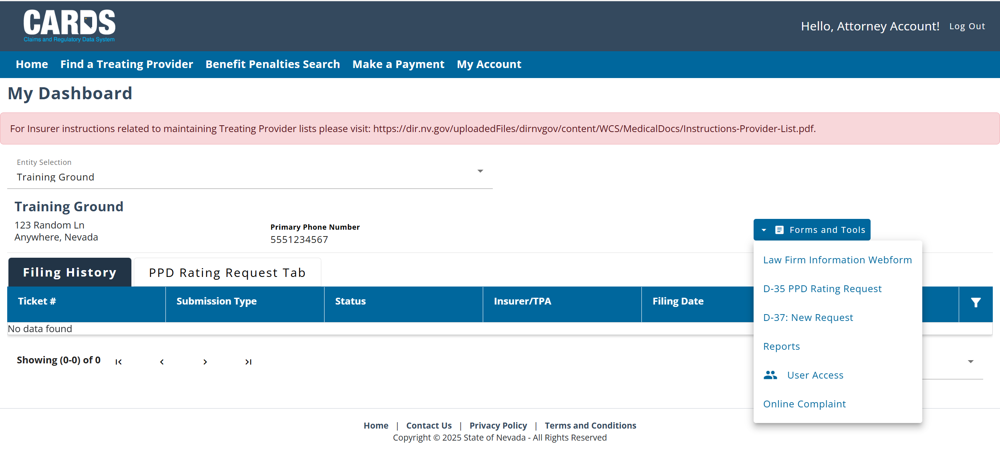 CARDS
Claims and Regulatory Data System
Hello, Attorney Account! Log Out
Home Find a Treating Provider Benefit Penalties Search Make a Payment My Account
My Dashboard
For Insurer instructions related to maintaining Treating Provider lists please visit: https://dir.nv.gov/uploadedFiles/dirnvgov/content/WCS/MedicalDocs/Instructions-Provider-List.pdf.
Entity Selection
Training Ground
Training Ground
123 Random Ln
Anywhere, Nevada
Primary Phone Number
5551234567
Forms and Tools
Law Firm Information Webform
D-35 PPD Rating Request
D-37: New Request
Reports
User Access
Online Complaint
Filing History PPD Rating Request Tab
Ticket # Submission Type Status Insurer/TPA Filing Date
No data found
Showing (0-0) of 0
Home | Contact Us | Privacy Policy | Terms and Conditions
Copyright © 2025 State of Nevada - All Rights Reserved